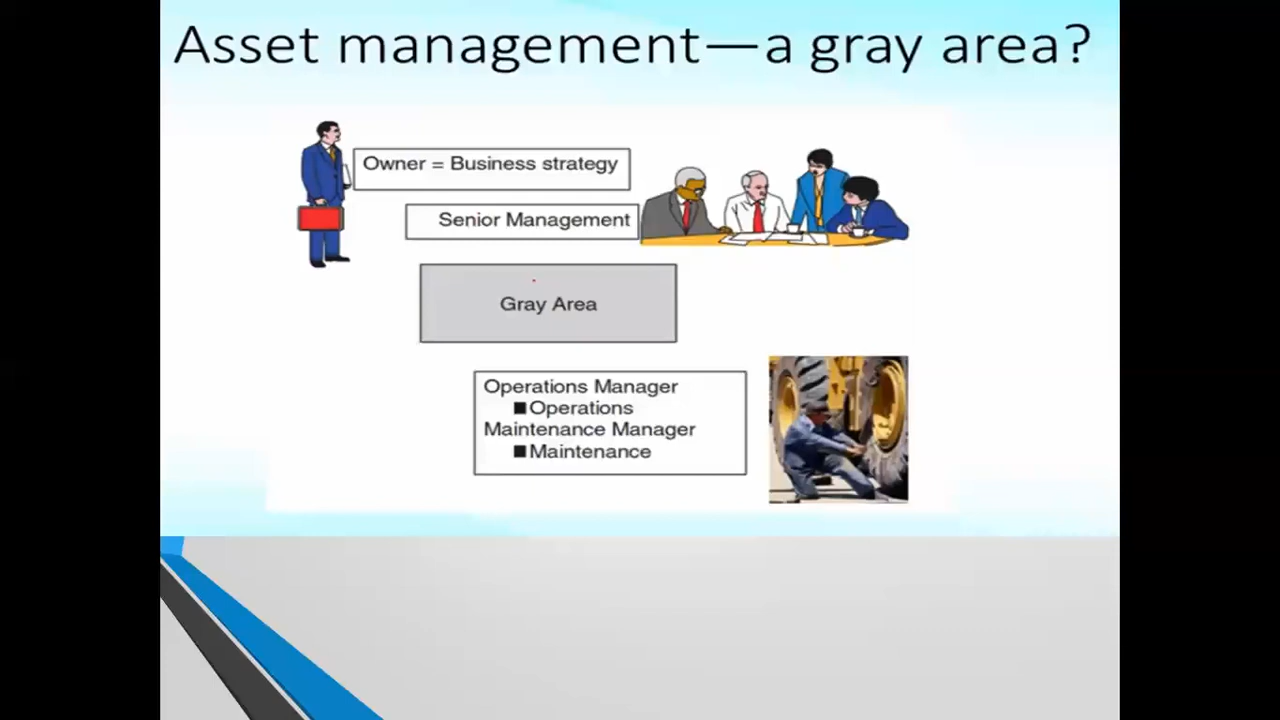 Asset management—a gray area?
Owner = Business strategy
Senior Management
Gray Area
Operations Manager
■Operations
Maintenance Manager
■Maintenance